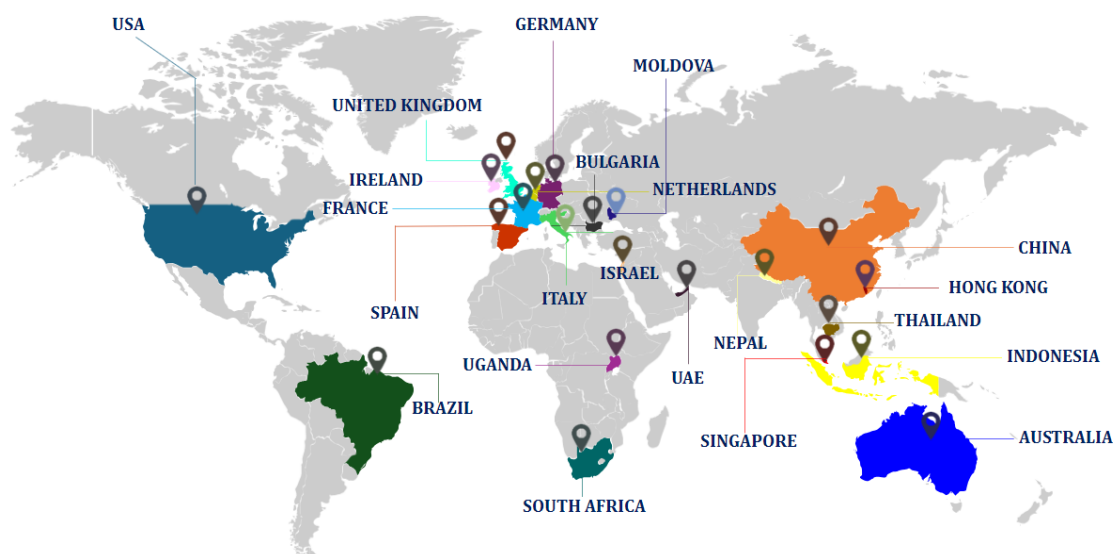 USA
GERMANY
MOLDOVA
UNITED KINGDOM
BULGARIA
IRELAND
NETHERLANDS
FRANCE
CHINA
ISRAEL
HONG KONG
ITALY
SPAIN
THAILAND
NEPAL
INDONESIA
UGANDA
UAE
BRAZIL
SINGAPORE
AUSTRALIA
SOUTH AFRICA